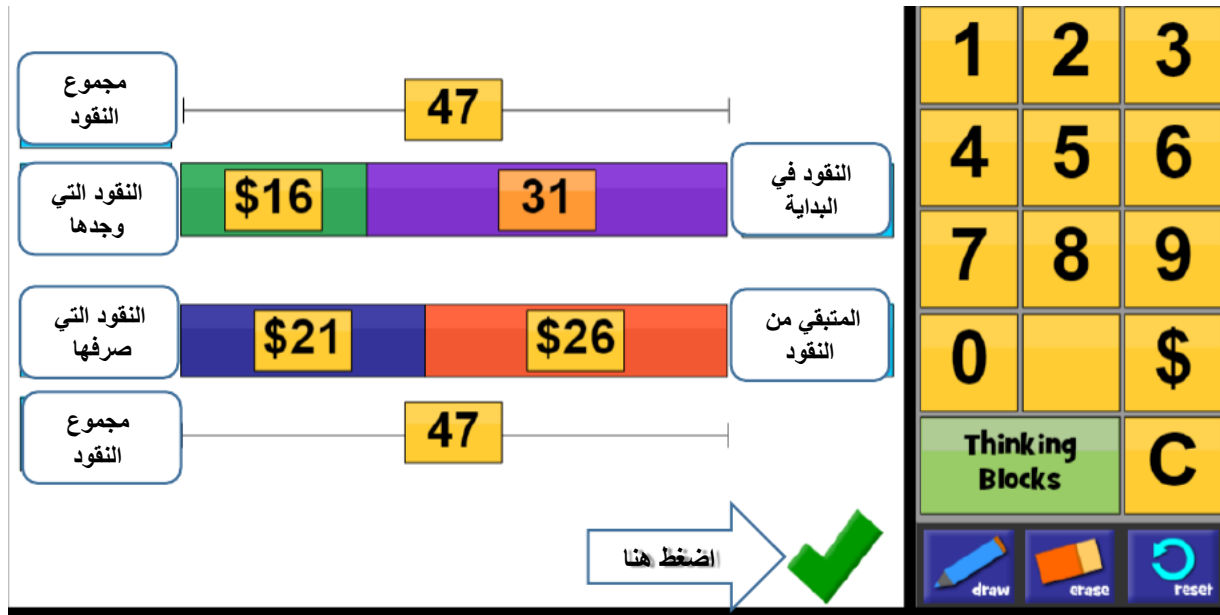 مجموع
النقود
47
النقود التي
وجدها
$16
31
النقود في
البداية
النقود التي
صرفها
$21
$26
المتبقي من
النقود
مجموع
النقود
47
اضغط هنا
1 2 3
4 5 6
7 8 9
0 $
Thinking
Blocks
C
draw erase reset